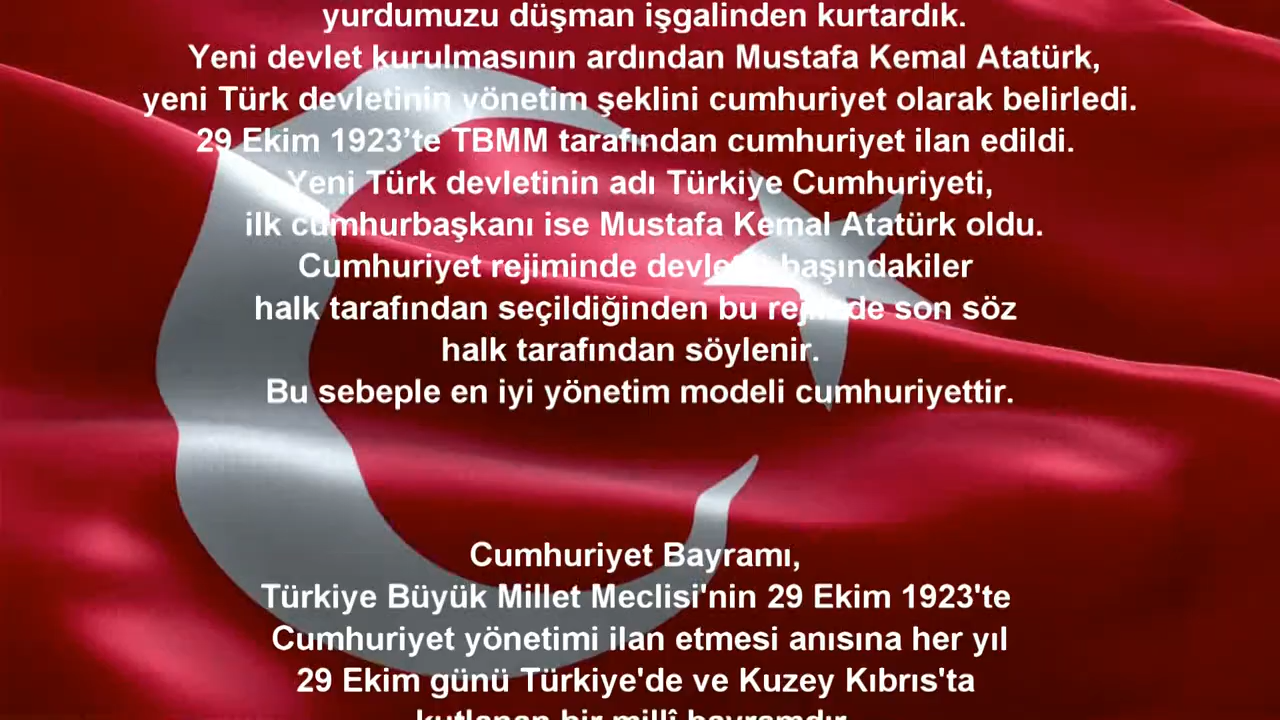 yurdumuzu düşman işgalinden kurtardık.
Yeni devlet kurulmasının ardından Mustafa Kemal Atatürk,
yeni Türk devletinin yönetim şeklini cumhuriyet olarak belirledi.
29 Ekim 1923’te TBMM tarafından cumhuriyet ilan edildi.
Yeni Türk devletinin adı Türkiye Cumhuriyeti,
ilk cumhurbaşkanı ise Mustafa Kemal Atatürk oldu.
Cumhuriyet rejiminde devletin başındakiler
halk tarafından seçildiğinden bu rejimde son söz
halk tarafından söylenir.
Bu sebeple en iyi yönetim modeli cumhuriyettir.
Cumhuriyet Bayramı,
Türkiye Büyük Millet Meclisi'nin 29 Ekim 1923'te
Cumhuriyet yönetimi ilan etmesi anısına her yıl
29 Ekim günü Türkiye'de ve Kuzey Kıbrıs'ta
kutlanan bir millî bayramdır.